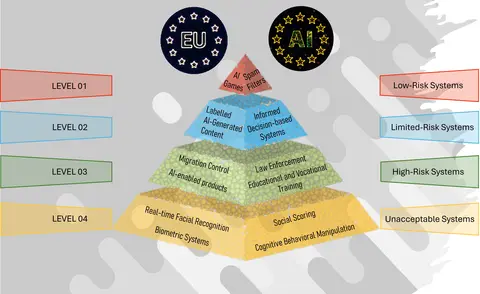 EU
AI
LEVEL 01
AI
Games
Spam
Filters
Low-Risk Systems
LEVEL 02
Labelled
AI-Generated
Content
Informed
Decision-based
Systems
Limited-Risk Systems
LEVEL 03
Migration Control
AI-enabled products
Law Enforcement
Educational and Vocational
Training
High-Risk Systems
LEVEL 04
Real-time Facial Recognition
Biometric Systems
Social Scoring
Cognitive Behavioral Manipulation
Unacceptable Systems